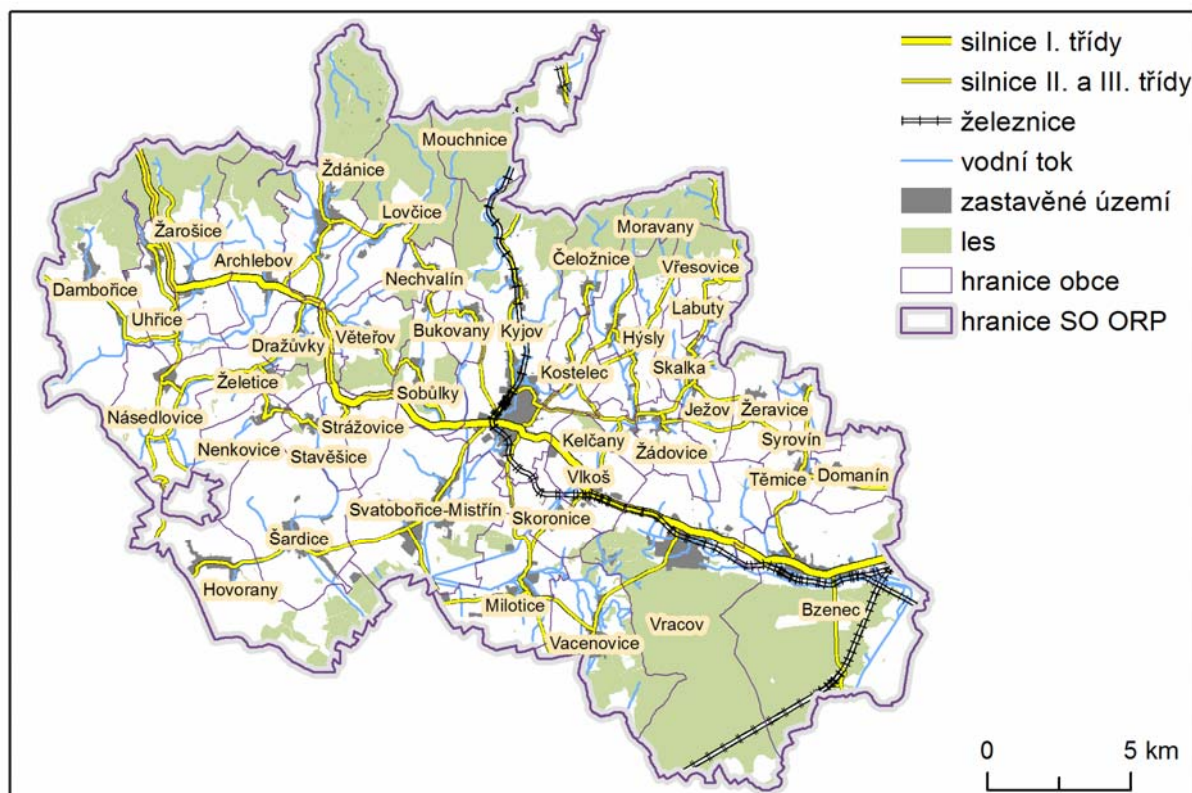 silnice I. třídy
silnice II. a III. třídy
železnice
vodní tok
zastavěné území
les
hranice obce
hranice SO ORP
Mouchnice
Ždánice
Lovčice
Žarošice
Moravany
Archlebov
Čeložnice
Vřesovice
Nechvalín
Dambořice
Labuty
Uhřice
Bukovany
Kyjov
Věteřov
Hýsly
Dražůvky
Skalka
Kostelec
Želetice
Sobůlky
Ježov
Žeravice
Násedlovice
Strážovice
Kelčany
Syrovín
Nenkovice
Stavěšice
Žádovice
Vlkoš
Domanín
Těmice
Svatobořice-Mistřín
Skoronice
Šardice
Hovorany
Milotice
Bzenec
Vracov
Vacenovice
0
5 km